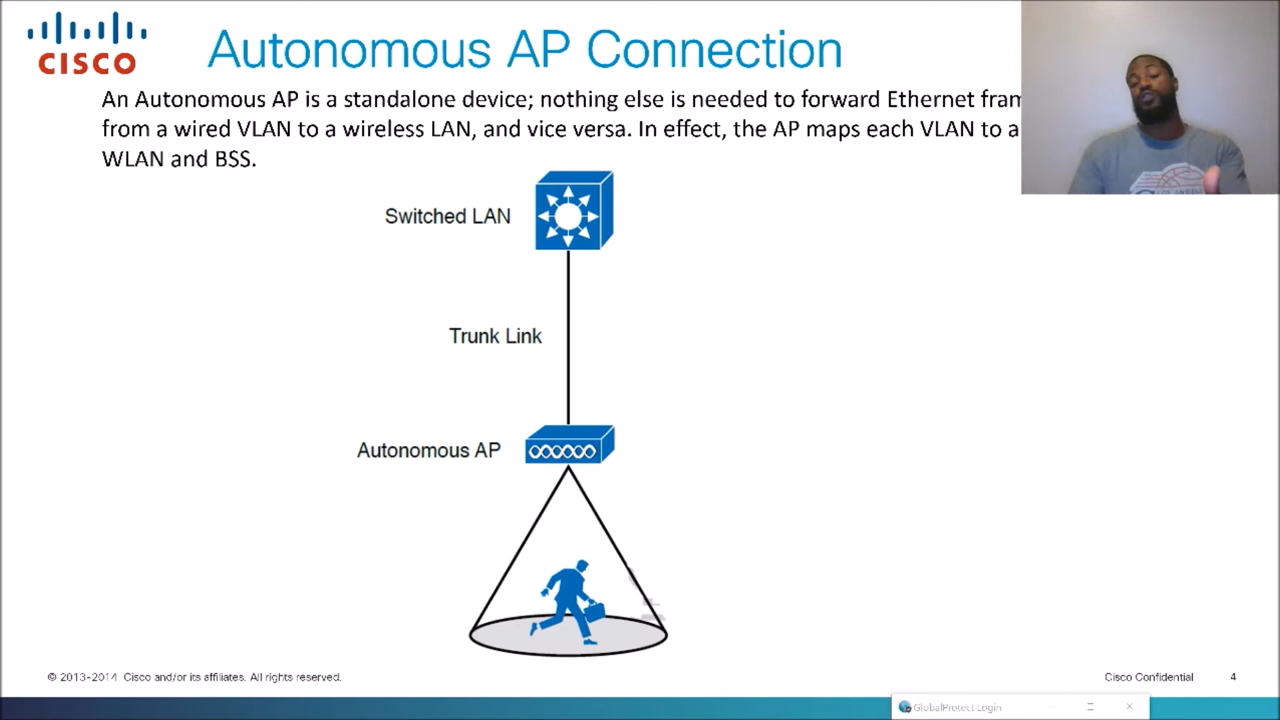 CISCO
Autonomous AP Connection
An Autonomous AP is a standalone device; nothing else is needed to forward Ethernet
from a wired VLAN to a wireless LAN, and vice versa. In effect, the AP maps each VLAN to a
WLAN and BSS.
Switched LAN
Trunk Link
Autonomous AP
© 2013-2014 Cisco and/or its affiliates. All rights reserved.
Cisco Confidential
4
GlobalProtect Login